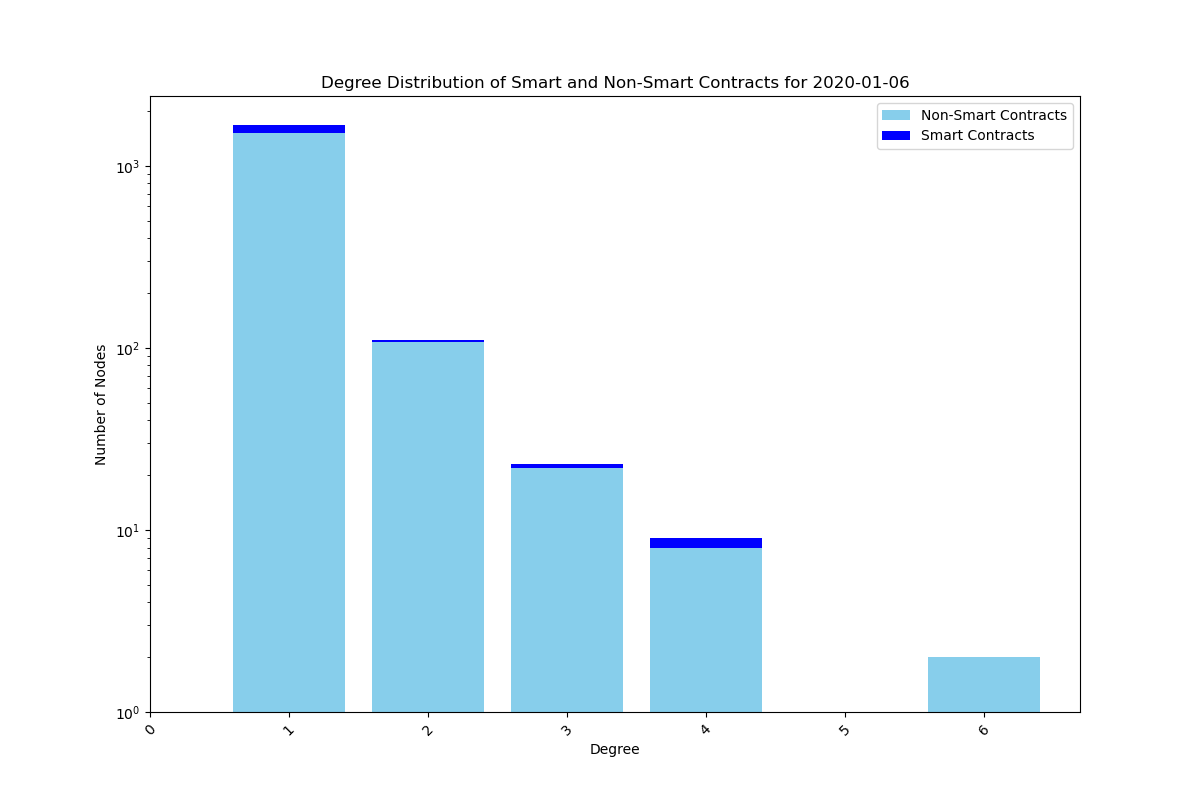 Degree Distribution of Smart and Non-Smart Contracts for 2020-01-06
Non-Smart Contracts
Smart Contracts
Number of Nodes
10³
10²
10¹
10⁰
0 1 2 3 4 5 6
Degree